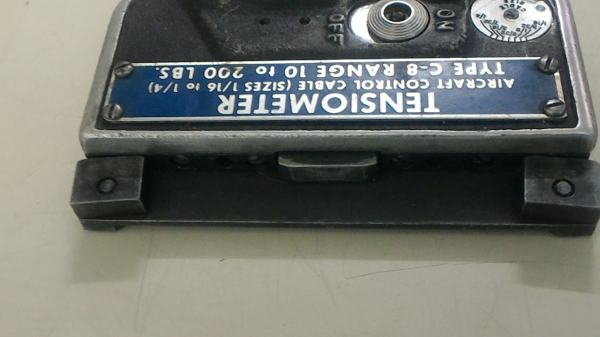 TENSIOMETER
AIRCRAFT CONTROL CABLE (SIZES 1/16 to 1/4)
TYPE C-8 RANGE 10 to 200 LBS.
ON
OFF